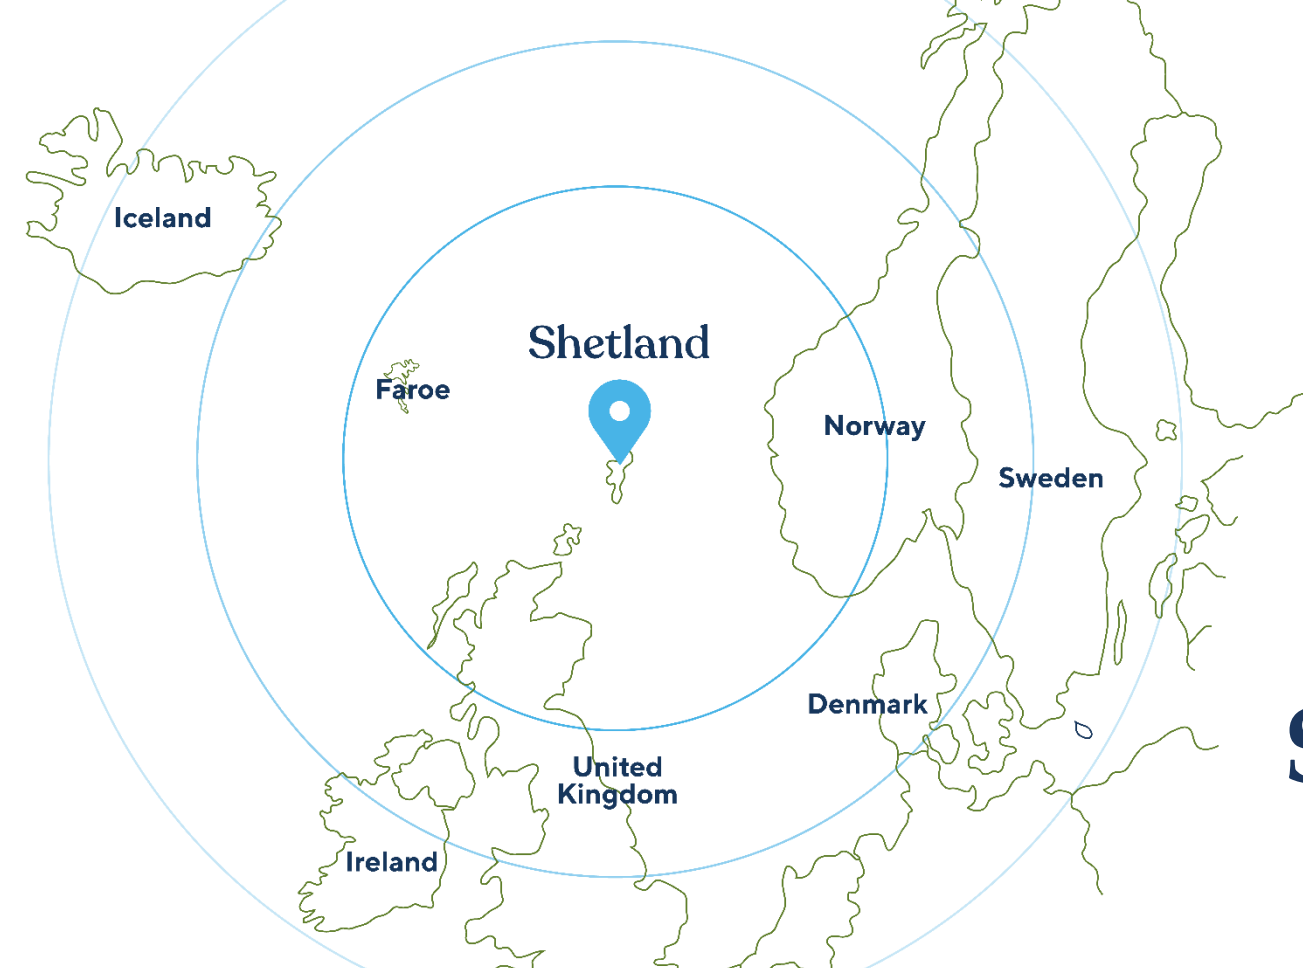 Iceland
Shetland
Faroe
Norway
Sweden
Denmark
United
Kingdom
Ireland